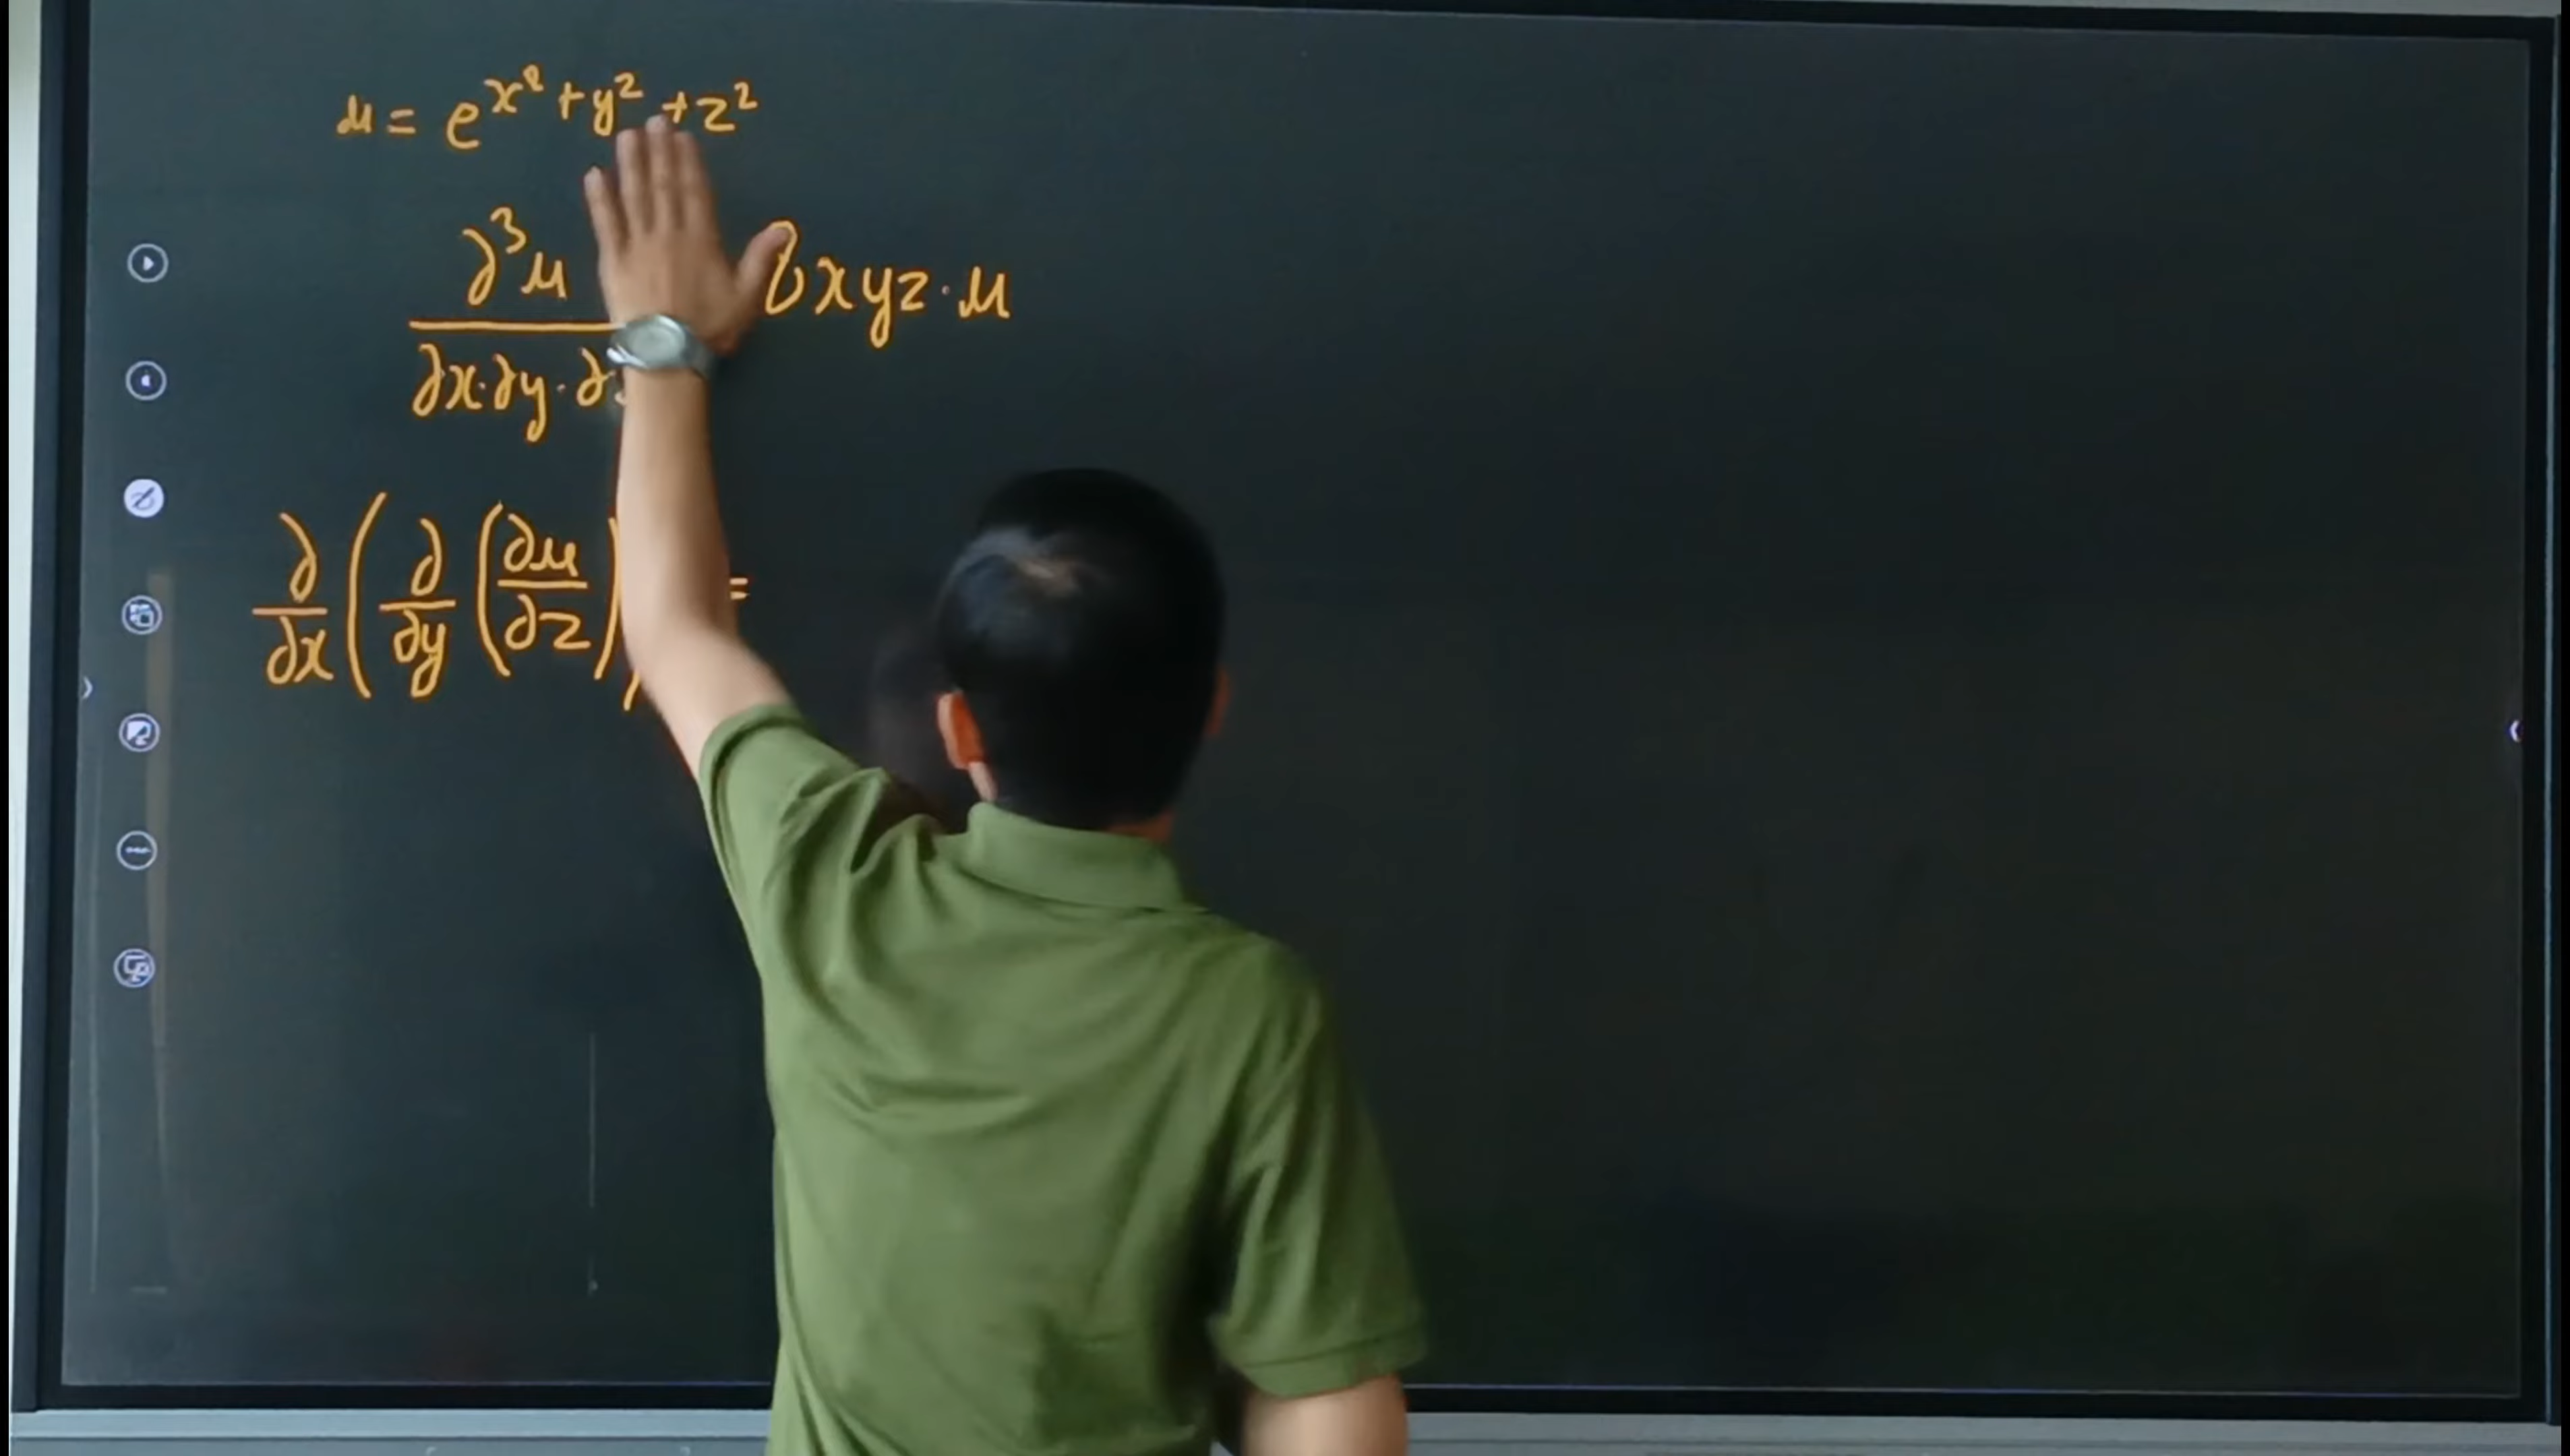 u = e^{x²+y²+z²}
∂³u
8xyz·u
∂x·∂y·∂
∂/∂x(∂/∂y(∂u/∂z)) =